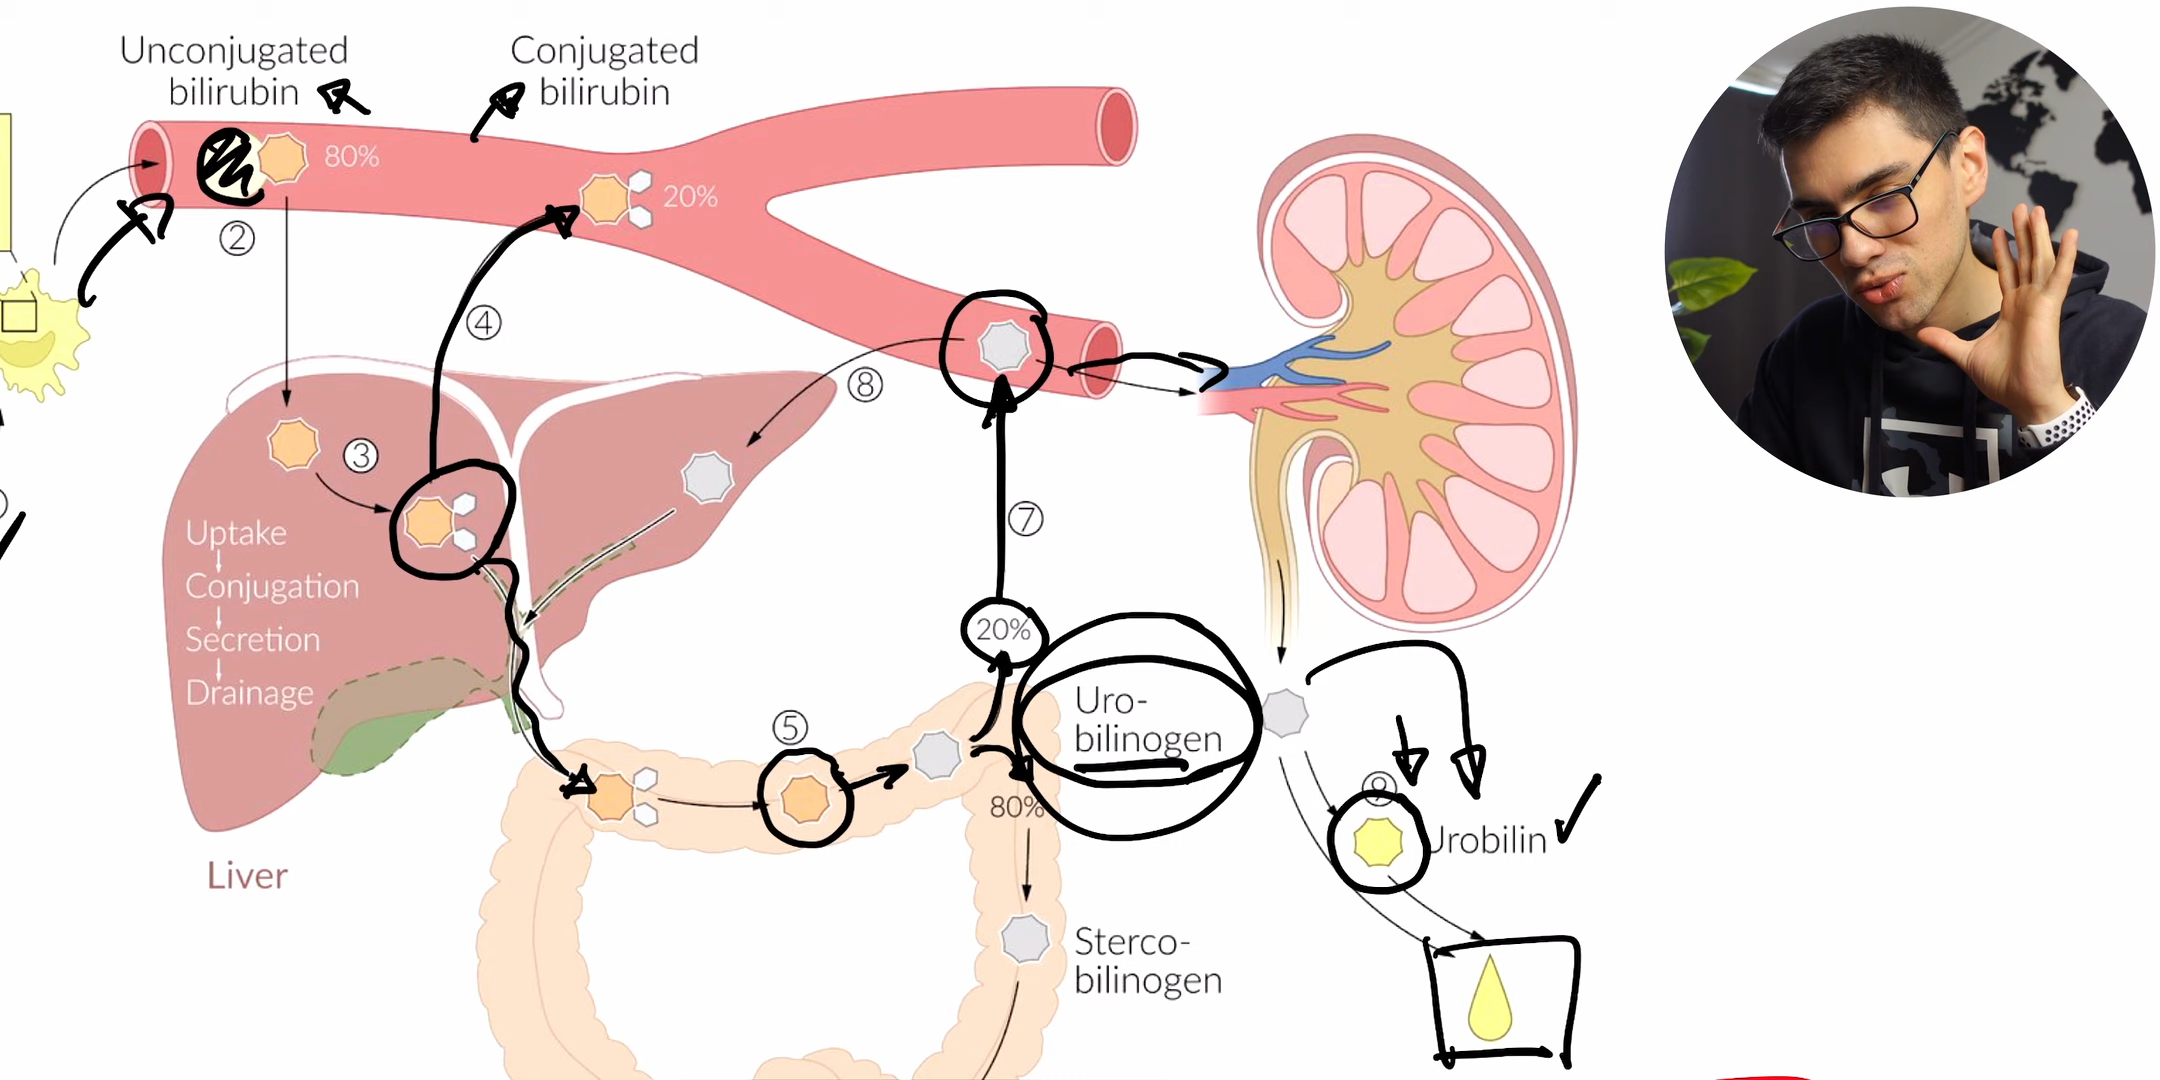 Unconjugated
bilirubin
Conjugated
bilirubin
80%
20%
②
④
⑧
③
⑦
Uptake
Conjugation
Secretion
Drainage
20%
Uro-
bilinogen
⑤
80%
⑨
Urobilin
Liver
Sterco-
bilinogen